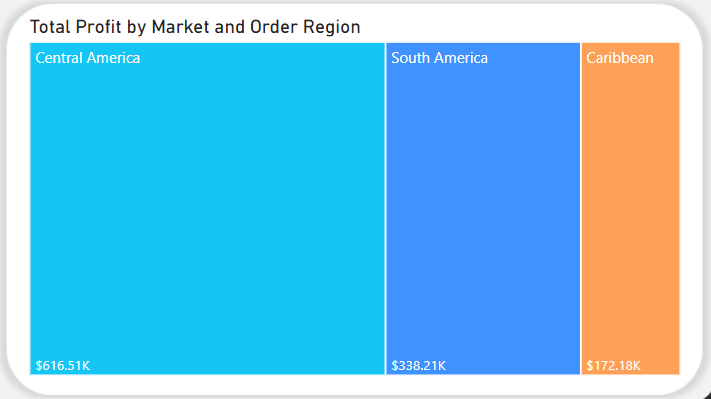 Total Profit by Market and Order Region
Central America
South America
Caribbean
$616.51K
$338.21K
$172.18K